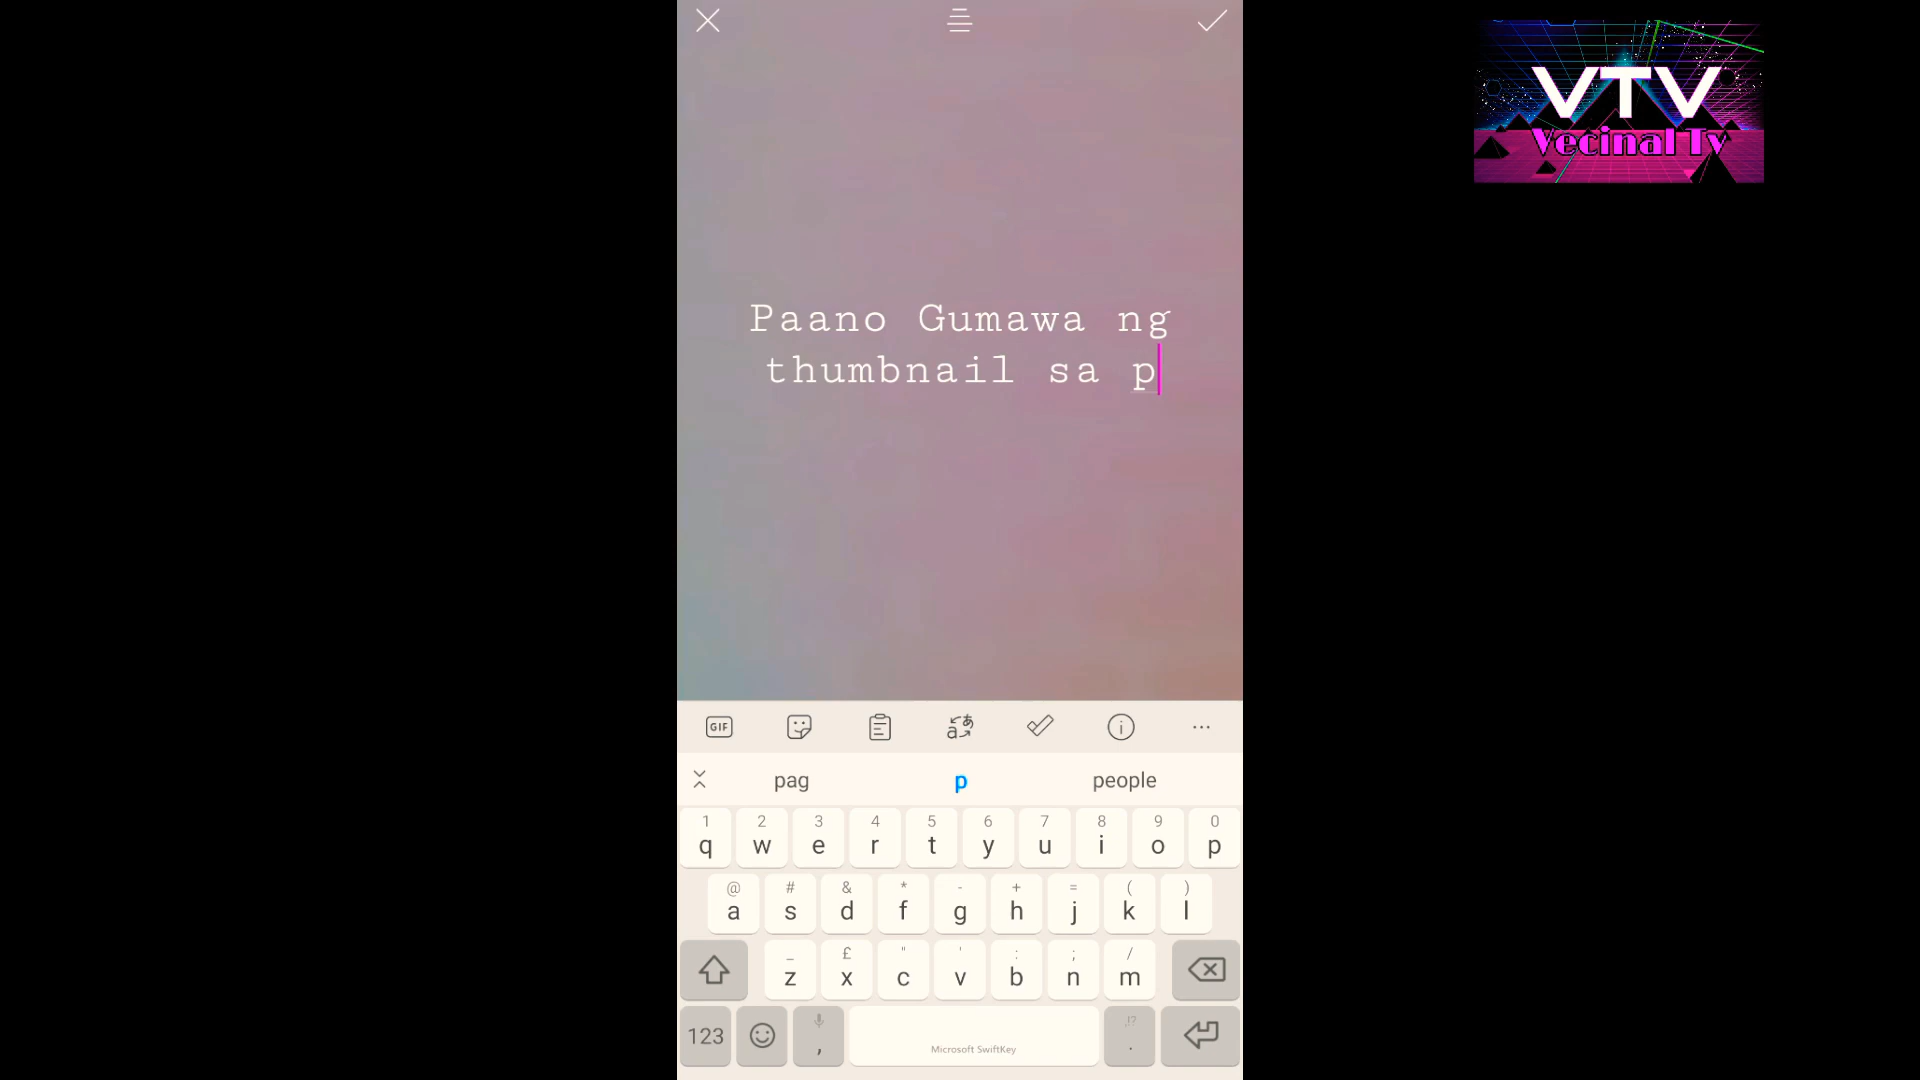 VTV
Vecinal Tv
Paano Gumawa ng
thumbnail sa p
GIF
pag p people
1 2 3 4 5 6 7 8 9 0
q w e r t y u i o p
@ # & * - + = ( )
a s d f g h j k l
_ £ " ' : ; /
z x c v b n m
123 , ,!? .
Microsoft SwiftKey